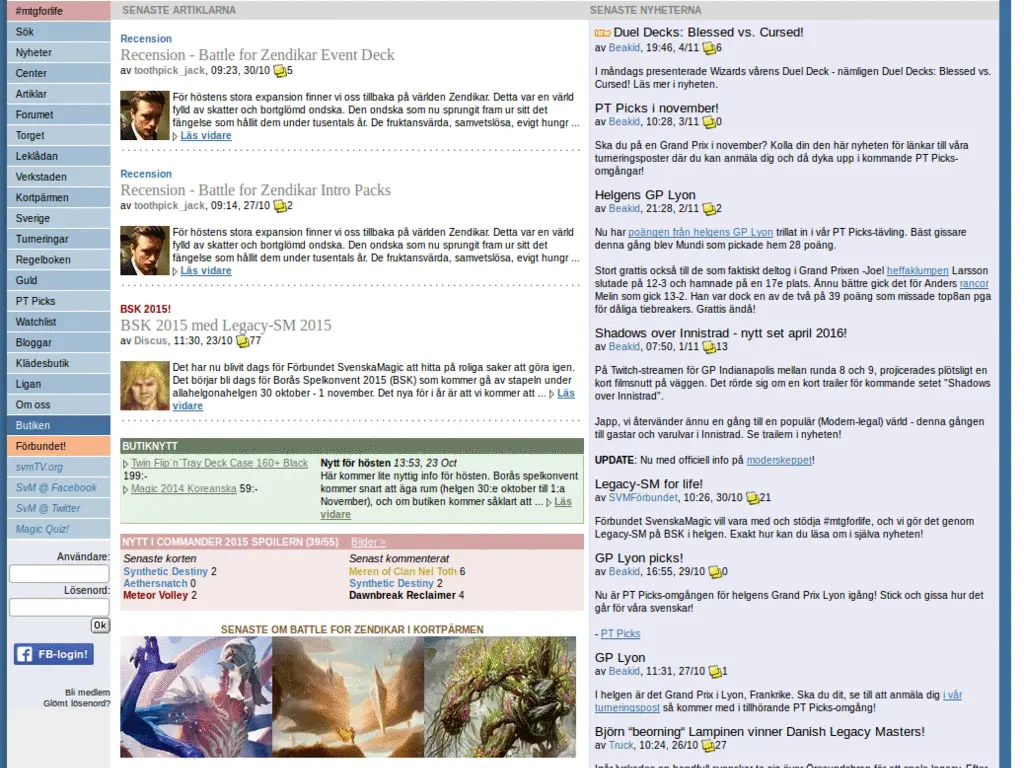 #mtgforlife
Sök
Nyheter
Center
Artiklar
Forumet
Torget
Leklådan
Verkstaden
Kortpärmen
Sverige
Turneringar
Regelboken
Guld
PT Picks
Watchlist
Bloggar
Klädesbutik
Ligan
Om oss
Butiken
Förbundet!
svmTV.org
SvM @ Facebook
SvM @ Twitter
Magic Quiz!
Användare:
Lösenord:
Ok
FB-login!
Bli medlem
Glömt lösenord?
SENASTE ARTIKLARNA
Recension
Recension - Battle for Zendikar Event Deck
av toothpick_jack, 09:23, 30/10 5
För höstens stora expansion finner vi oss tillbaka på världen Zendikar. Detta var en värld
fylld av skatter och bortglömd ondska. Den ondska som nu sprungit fram ur sitt det
fängelse som hållit dem under tusentals år. De fruktansvärda, samvetslösa, evigt hungr ...
Läs vidare
Recension
Recension - Battle for Zendikar Intro Packs
av toothpick_jack, 09:14, 27/10 2
För höstens stora expansion finner vi oss tillbaka på världen Zendikar. Detta var en värld
fylld av skatter och bortglömd ondska. Den ondska som nu sprungit fram ur sitt det
fängelse som hållit dem under tusentals år. De fruktansvärda, samvetslösa, evigt hungr ...
Läs vidare
BSK 2015!
BSK 2015 med Legacy-SM 2015
av Discus, 11:30, 23/10 77
Det har nu blivit dags för Förbundet SvenskaMagic att hitta på roliga saker att göra igen.
Det börjar bli dags för Borås Spelkonvent 2015 (BSK) som kommer gå av stapeln under
allahelgonahelgen 30 oktober - 1 november. Det nya för i år är att vi kommer att ... Läs
vidare
BUTIKNYTT
Twin Flip´n´Tray Deck Case 160+ Black
199:-
Magic 2014 Koreanska 59:-
Nytt för hösten 13:53, 23 Oct
Här kommer lite nyttig info för hösten. Borås spelkonvent
kommer snart att äga rum (helgen 30:e oktober till 1:a
November), och om butiken kommer såklart att ... Läs
vidare
NYTT I COMMANDER 2015 SPOILERN (39/55) Bilder >
Senaste korten
Synthetic Destiny 2
Aethersnatch 0
Meteor Volley 2
Senast kommenterat
Meren of Clan Nel Toth 6
Synthetic Destiny 2
Dawnbreak Reclaimer 4
SENASTE OM BATTLE FOR ZENDIKAR I KORTPÄRMEN
SENASTE NYHETERNA
NEW Duel Decks: Blessed vs. Cursed!
av Beakid, 19:46, 4/11 6
I måndags presenterade Wizards vårens Duel Deck - nämligen Duel Decks: Blessed vs.
Cursed! Läs mer i nyheten.
PT Picks i november!
av Beakid, 10:28, 3/11 0
Ska du på en Grand Prix i november? Kolla din den här nyheten för länkar till våra
turneringsposter där du kan anmäla dig och då dyka upp i kommande PT Picks-
omgångar!
Helgens GP Lyon
av Beakid, 21:28, 2/11 2
Nu har poängen från helgens GP Lyon trillat in i vår PT Picks-tävling. Bäst gissare
denna gång blev Mundi som pickade hem 28 poäng.
Stort grattis också till de som faktiskt deltog i Grand Prixen -Joel heffaklumpen Larsson
slutade på 12-3 och hamnade på en 17e plats. Ännu bättre gick det för Anders rancor
Melin som gick 13-2. Han var dock en av de två på 39 poäng som missade top8an pga
för dåliga tiebreakers. Grattis ändå!
Shadows over Innistrad - nytt set april 2016!
av Beakid, 07:50, 1/11 13
På Twitch-streamen för GP Indianapolis mellan runda 8 och 9, projicerades plötsligt en
kort filmsnutt på väggen. Det rörde sig om en kort trailer för kommande setet "Shadows
over Innistrad".
Japp, vi återvänder ännu en gång till en populär (Modern-legal) värld - denna gången
till gastar och varulvar i Innistrad. Se trailern i nyheten!
UPDATE: Nu med officiell info på moderskeppet!
Legacy-SM for life!
av SVMFörbundet, 10:26, 30/10 21
Förbundet SvenskaMagic vill vara med och stödja #mtgforlife, och vi gör det genom
Legacy-SM på BSK i helgen. Exakt hur kan du läsa om i själva nyheten!
GP Lyon picks!
av Beakid, 16:55, 29/10 0
Nu är PT Picks-omgången för helgens Grand Prix Lyon igång! Stick och gissa hur det
går för våra svenskar!
- PT Picks
GP Lyon
av Beakid, 11:31, 27/10 1
I helgen är det Grand Prix i Lyon, Frankrike. Ska du dit, se till att anmäla dig i vår
turneringspost så kommer med i tillhörande PT Picks-omgång!
Björn “beorning“ Lampinen vinner Danish Legacy Masters!
av Truck, 10:24, 26/10 27